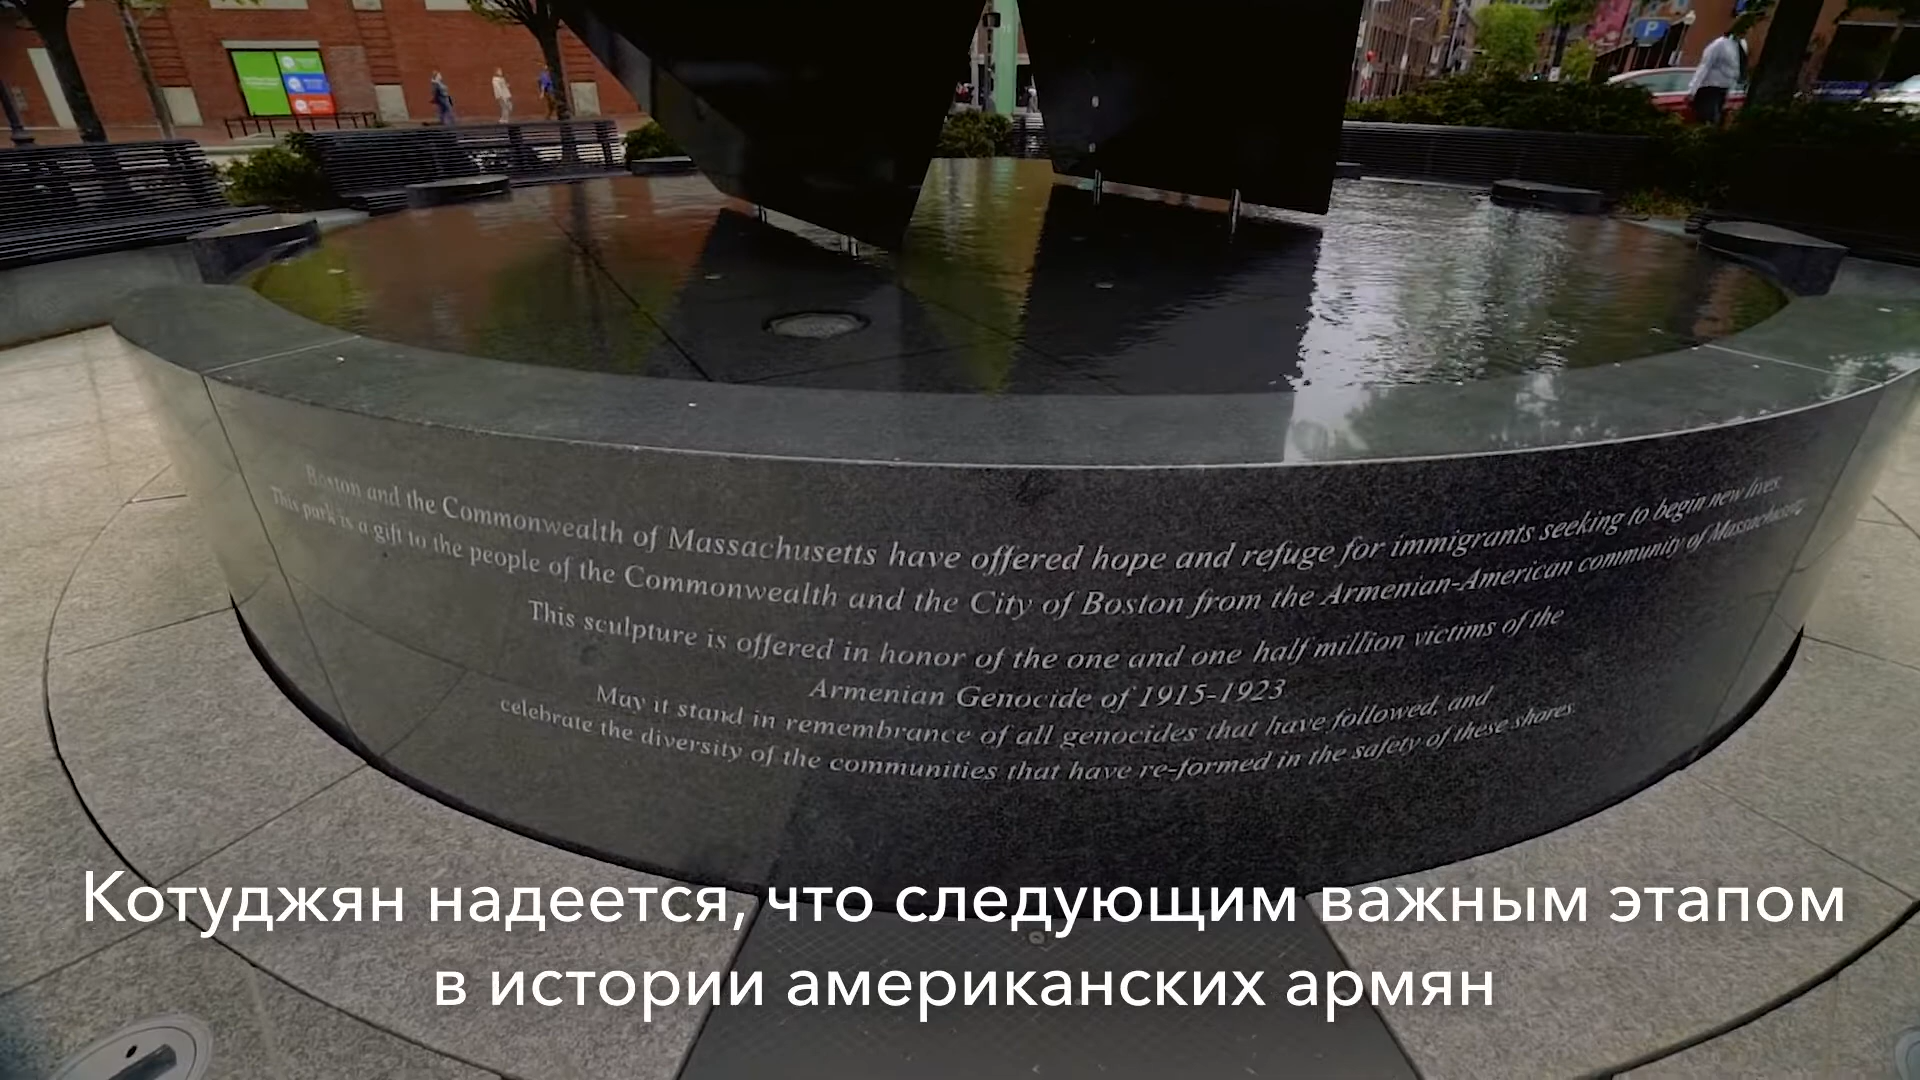 Boston and the Commonwealth of Massachusetts have offered hope and refuge for immigrants seeking to begin new lives.
This park is a gift to the people of the Commonwealth and the City of Boston from the Armenian-American community of Massachusetts.
This sculpture is offered in honor of the one and one half million victims of the
Armenian Genocide of 1915-1923
May it stand in remembrance of all genocides that have followed, and
celebrate the diversity of the communities that have re-formed in the safety of these shores.
P
Котуджян надеется, что следующим важным этапом
в истории американских армян